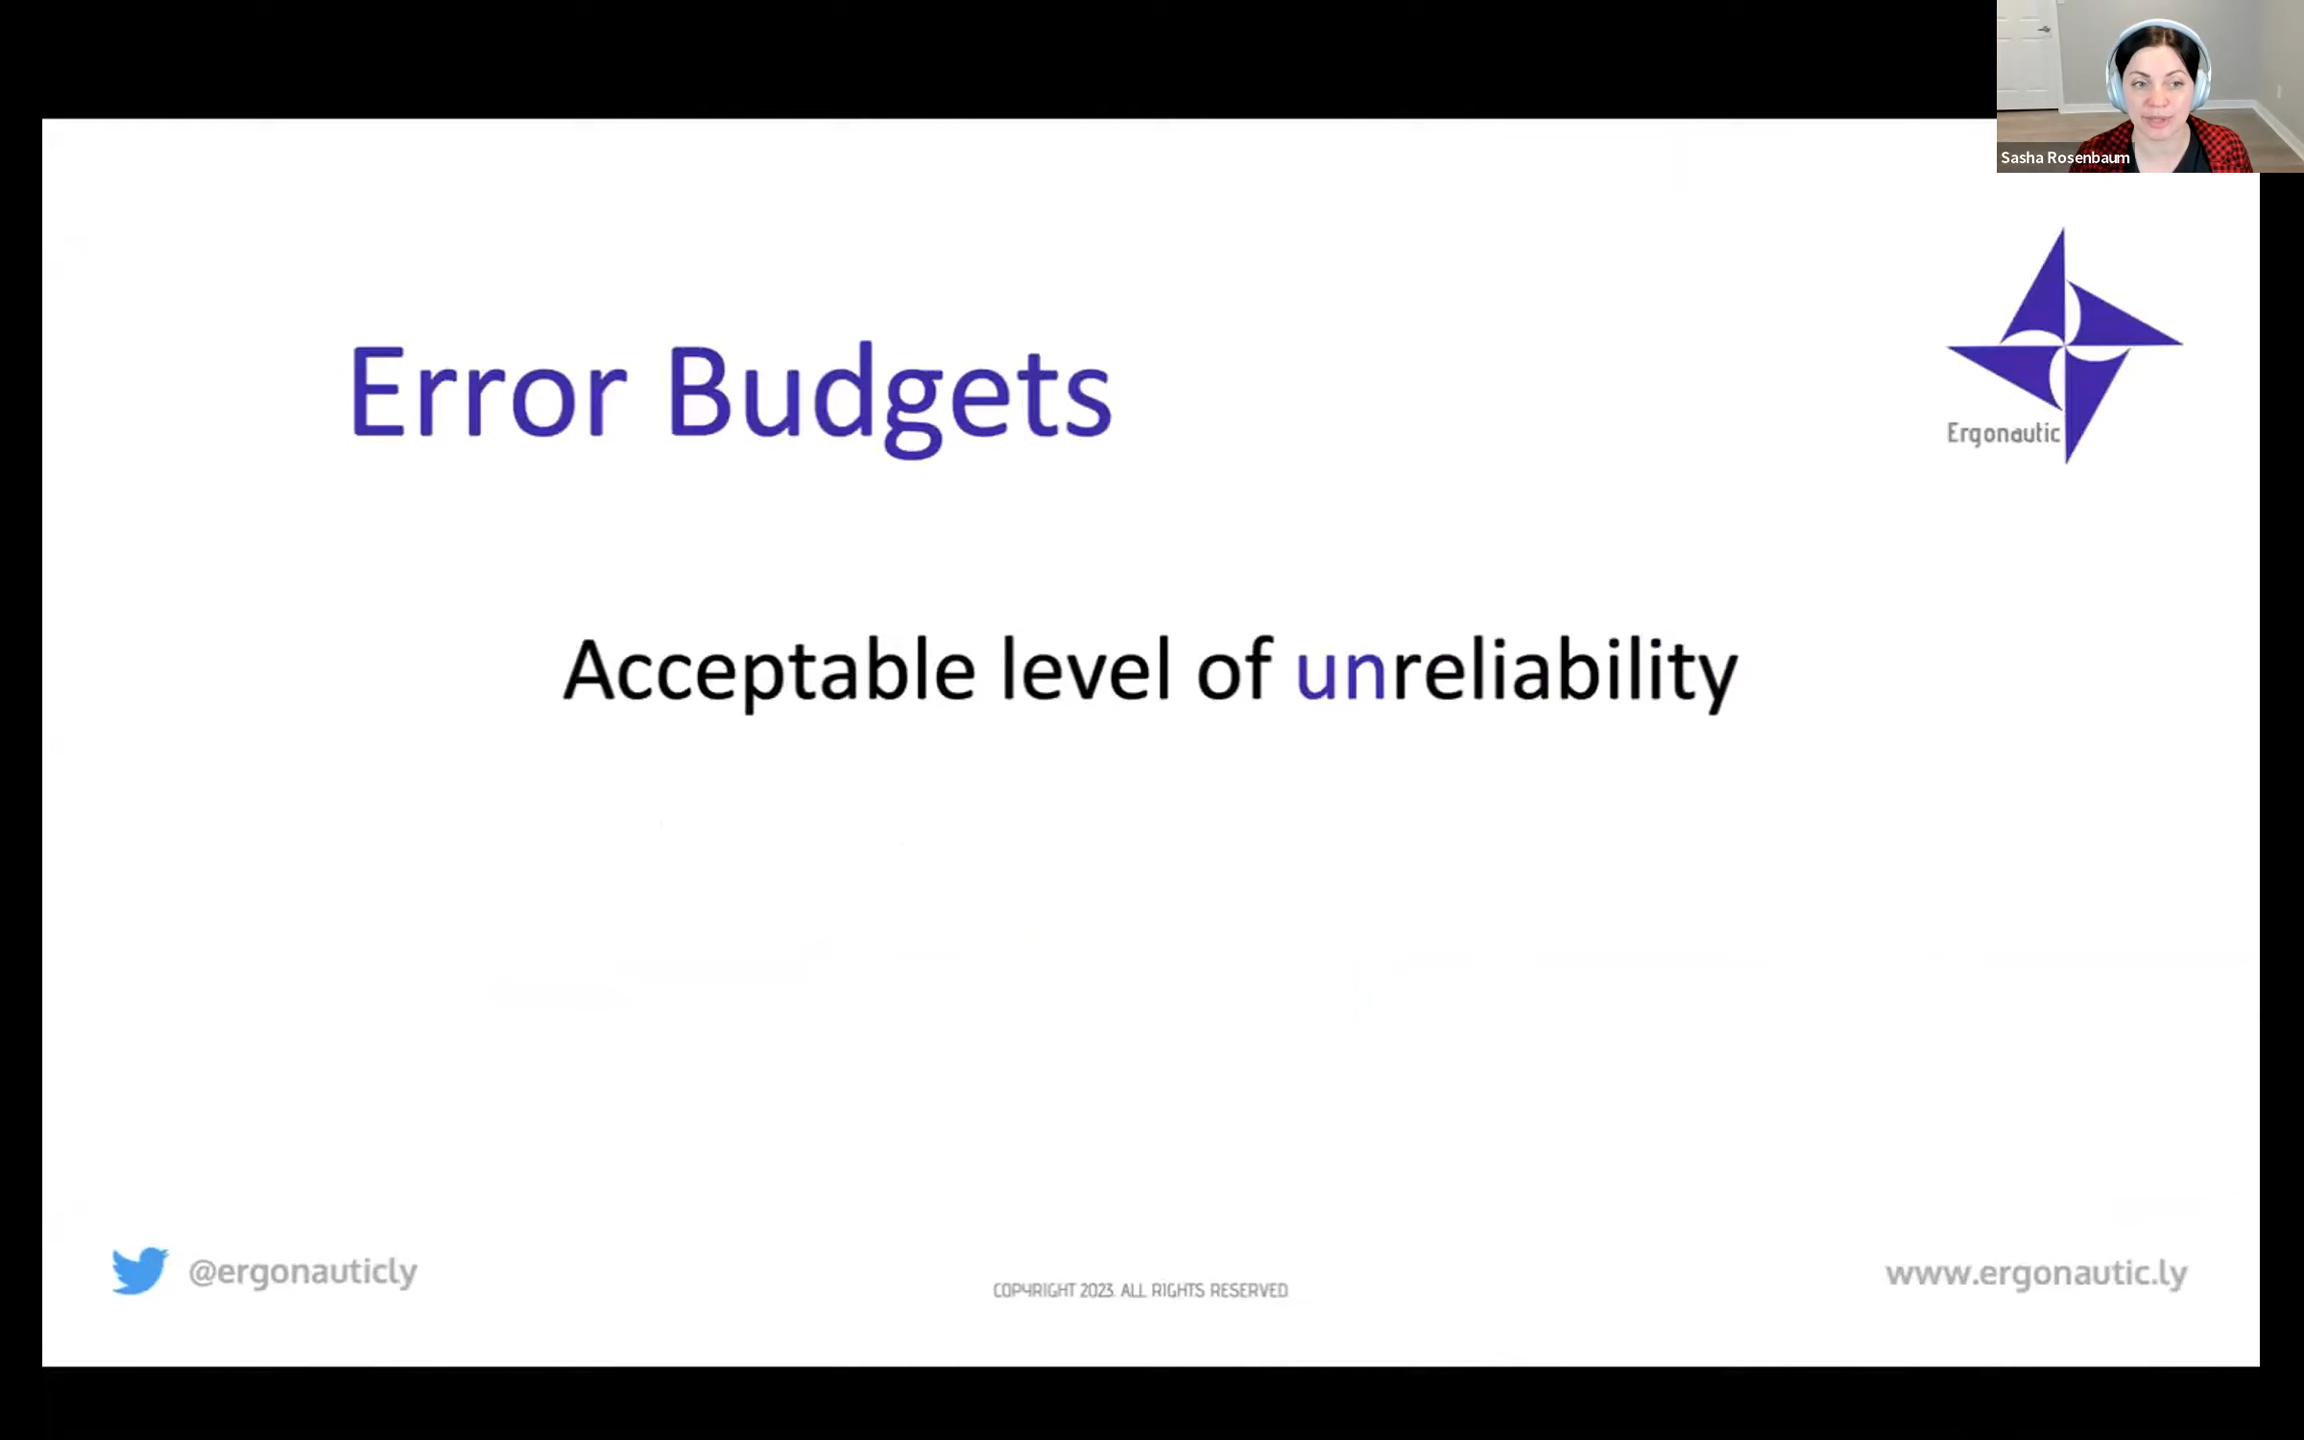 Sasha Rosenbaum
Error Budgets
Ergonautic
Acceptable level of unreliability
@ergonauticly
COPYRIGHT 2023. ALL RIGHTS RESERVED
www.ergonautic.ly